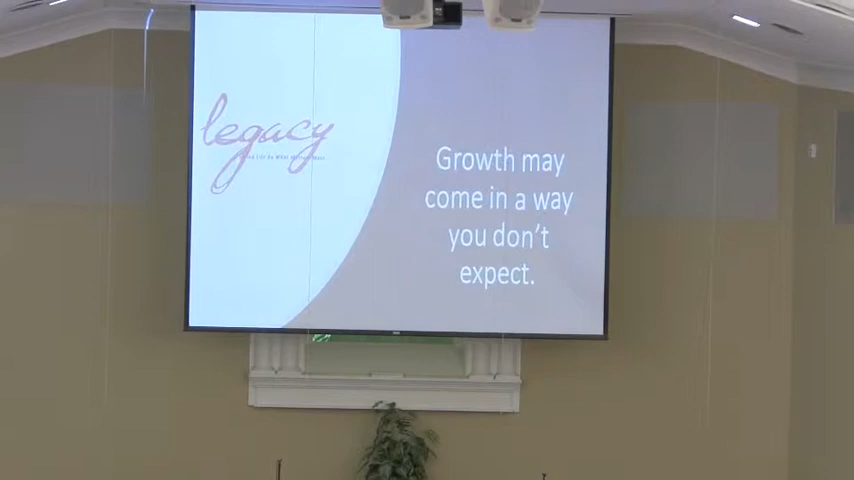 legacy
Growth may
come in a way
you don't
expect.